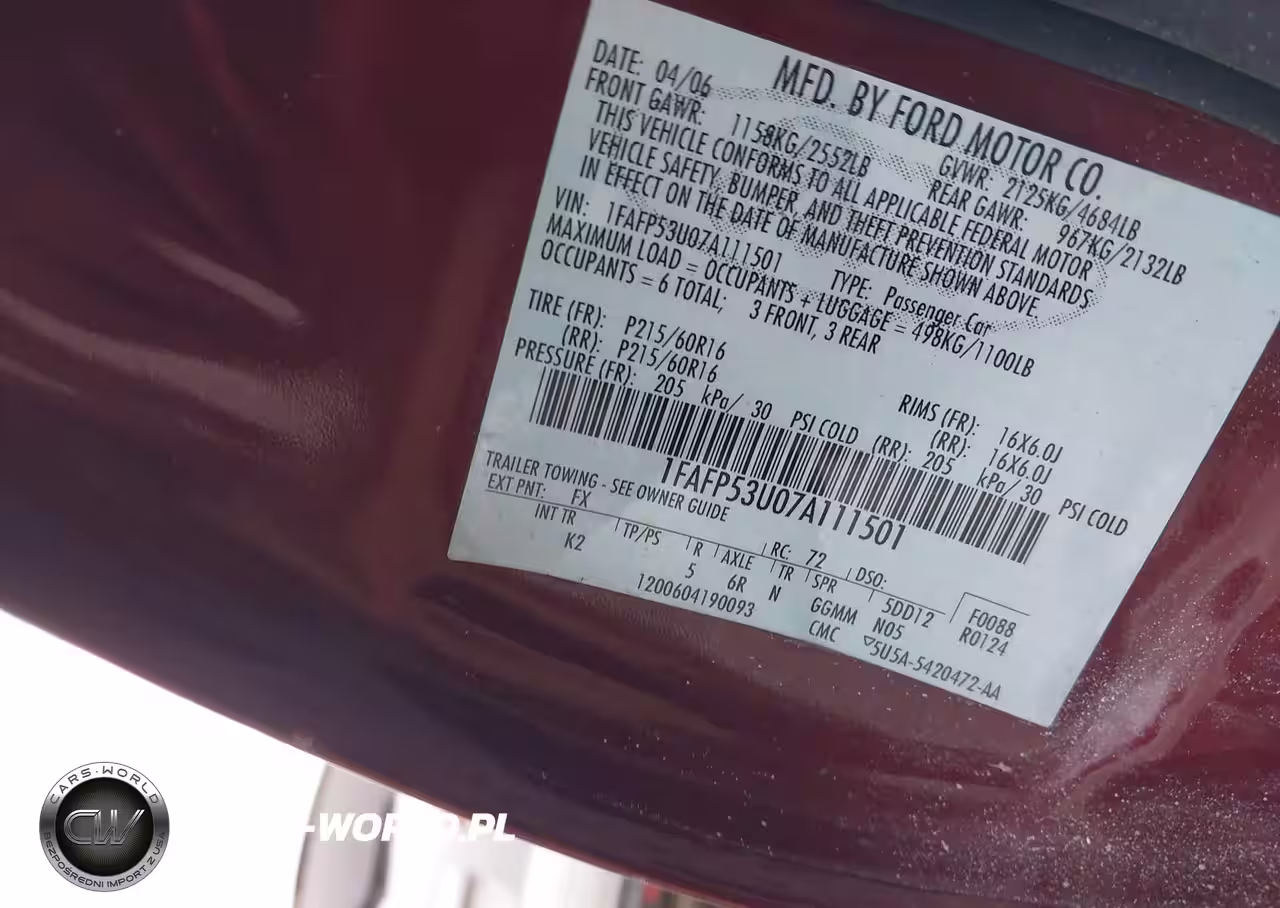 MFD. BY FORD MOTOR CO.
DATE: 04/06 GVWR: 2125KG/4684LB
FRONT GAWR: 1158KG/2552LB REAR GAWR: 967KG/2132LB
THIS VEHICLE CONFORMS TO ALL APPLICABLE FEDERAL MOTOR
VEHICLE SAFETY, BUMPER, AND THEFT PREVENTION STANDARDS
IN EFFECT ON THE DATE OF MANUFACTURE SHOWN ABOVE.
VIN: 1FAFP53U07A111501 TYPE: Passenger Car
MAXIMUM LOAD = OCCUPANTS + LUGGAGE = 498KG/1100LB
OCCUPANTS = 6 TOTAL; 3 FRONT, 3 REAR
TIRE (FR): P215/60R16 RIMS (FR): 16X6.0J
(RR): P215/60R16 (RR): 16X6.0J
PRESSURE (FR): 205 kPa/ 30 PSI COLD (RR): 205 kPa/30 PSI COLD
1FAFP53U07A111501
TRAILER TOWING - SEE OWNER GUIDE
EXT PNT: FX RC: 72 DSO:
INT TR TP/PS R AXLE TR SPR 5DD12 F0088
K2 5 6R N GGMM N05 R0124
1200604190093 CMC ▽5U5A-5420472-AA
CARS-WORLD
CW
BEZPOŚREDNI IMPORT Z USA
-WORLD.PL